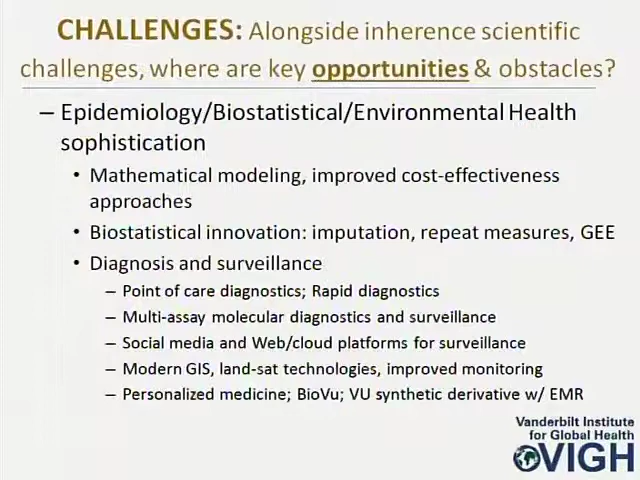 CHALLENGES: Alongside inherence scientific
challenges, where are key opportunities & obstacles?
– Epidemiology/Biostatistical/Environmental Health
sophistication
• Mathematical modeling, improved cost-effectiveness
approaches
• Biostatistical innovation: imputation, repeat measures, GEE
• Diagnosis and surveillance
– Point of care diagnostics; Rapid diagnostics
– Multi-assay molecular diagnostics and surveillance
– Social media and Web/cloud platforms for surveillance
– Modern GIS, land-sat technologies, improved monitoring
– Personalized medicine; BioVu; VU synthetic derivative w/ EMR
Vanderbilt Institute
for Global Health
VIGH